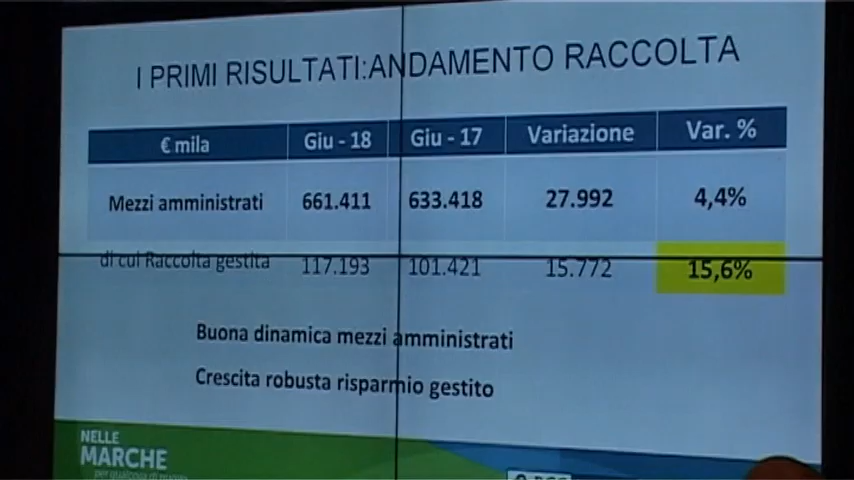 I PRIMI RISULTATI:ANDAMENTO RACCOLTA
€ mila Giu - 18 Giu - 17 Variazione Var. %
Mezzi amministrati 661.411 633.418 27.992 4,4%
di cui Raccolta gestita 117.193 101.421 15.772 15,6%
Buona dinamica mezzi amministrati
Crescita robusta risparmio gestito
NELLE
MARCHE